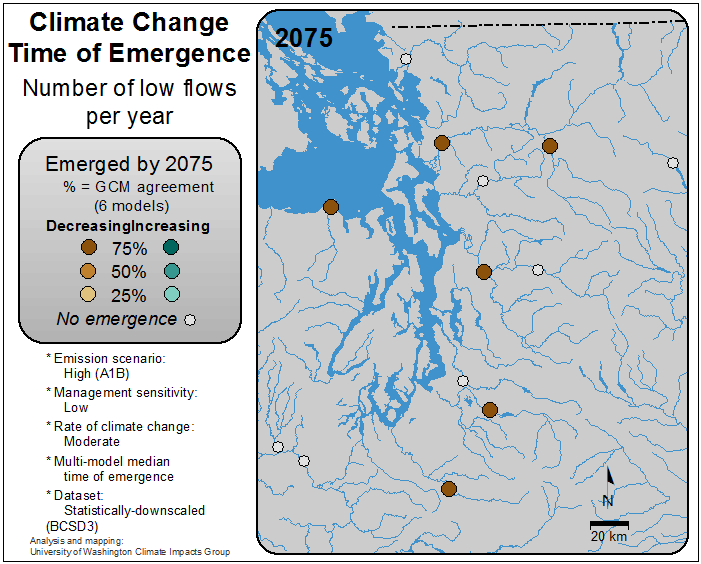 Climate Change
Time of Emergence
Number of low flows
per year
Emerged by 2075
% = GCM agreement
(6 models)
DecreasingIncreasing
75%
50%
25%
No emergence
* Emission scenario:
High (A1B)
* Management sensitivity:
Low
* Rate of climate change:
Moderate
* Multi-model median
time of emergence
* Dataset:
Statistically-downscaled
(BCSD3)
Analysis and mapping:
University of Washington Climate Impacts Group
2075
N
20 km